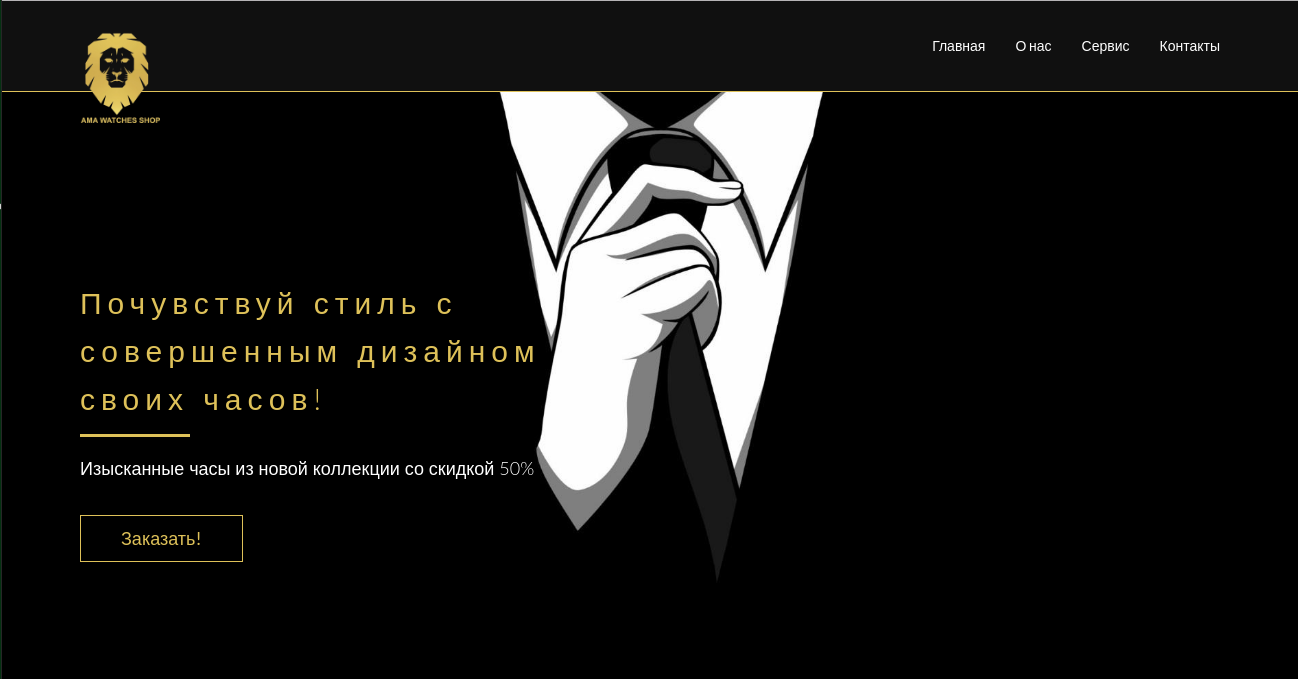 AMA WATCHES SHOP
Главная О нас Сервис Контакты
Почувствуй стиль с
совершенным дизайном
своих часов!
Изысканные часы из новой коллекции со скидкой 50%
Заказать!